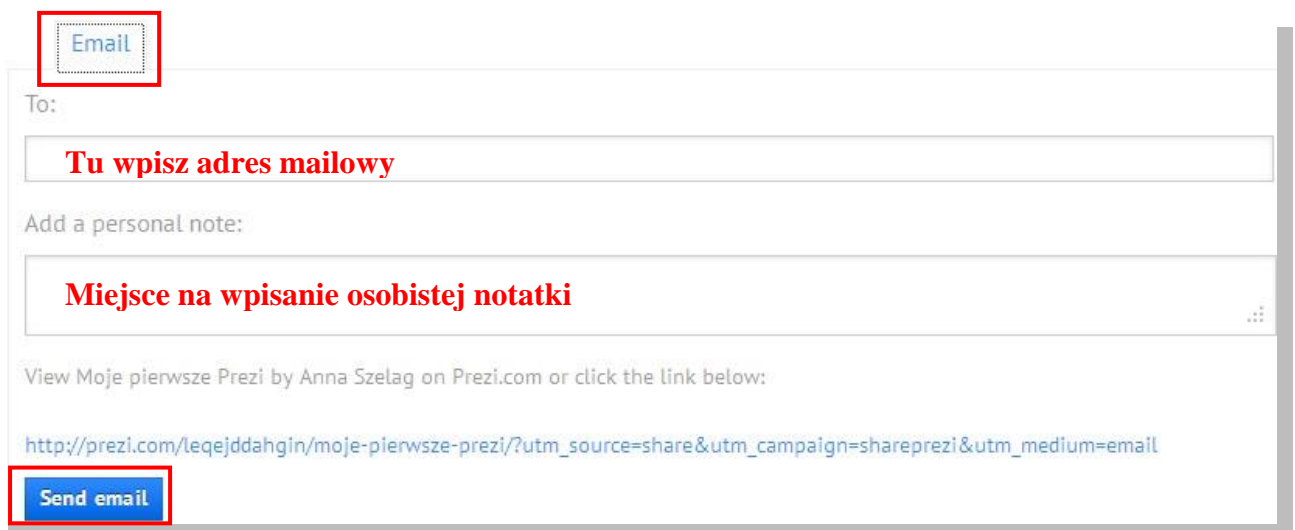 Email
To:
Tu wpisz adres mailowy
Add a personal note:
Miejsce na wpisanie osobistej notatki
View Moje pierwsze Prezi by Anna Szelag on Prezi.com or click the link below:
http://prezi.com/leqejddahgin/moje-pierwsze-prezi/?utm_source=share&utm_campaign=shareprezi&utm_medium=email
Send email